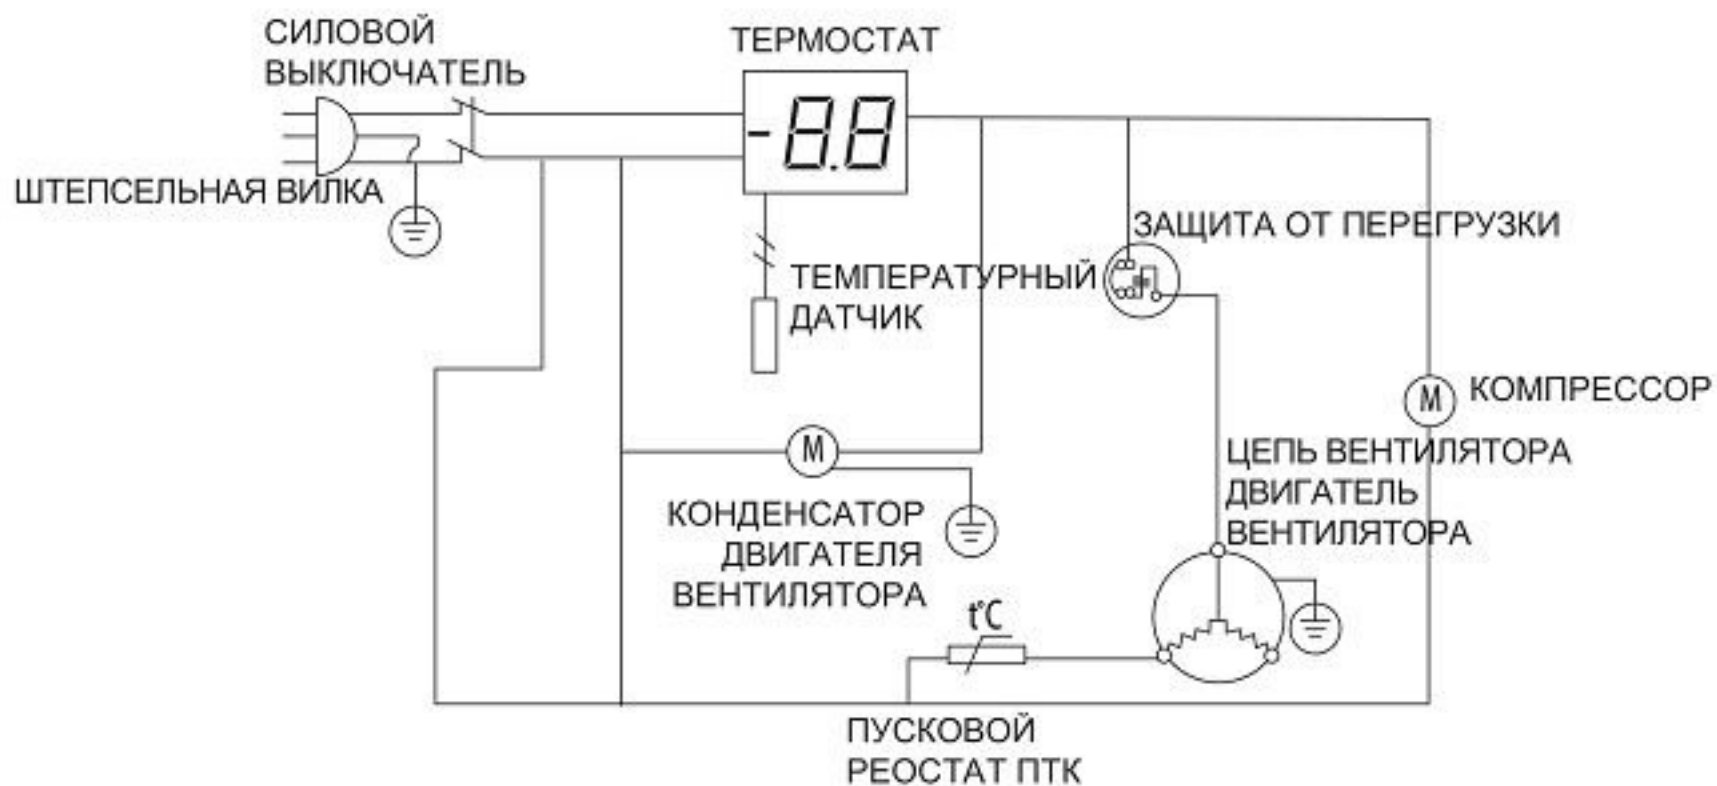 СИЛОВОЙ
ВЫКЛЮЧАТЕЛЬ
ТЕРМОСТАТ
-8.8
ШТЕПСЕЛЬНАЯ ВИЛКА
ЗАЩИТА ОТ ПЕРЕГРУЗКИ
ТЕМПЕРАТУРНЫЙ
ДАТЧИК
M
КОМПРЕССОР
M
ЦЕПЬ ВЕНТИЛЯТОРА
ДВИГАТЕЛЬ
ВЕНТИЛЯТОРА
КОНДЕНСАТОР
ДВИГАТЕЛЯ
ВЕНТИЛЯТОРА
t°C
ПУСКОВОЙ
РЕОСТАТ ПТК